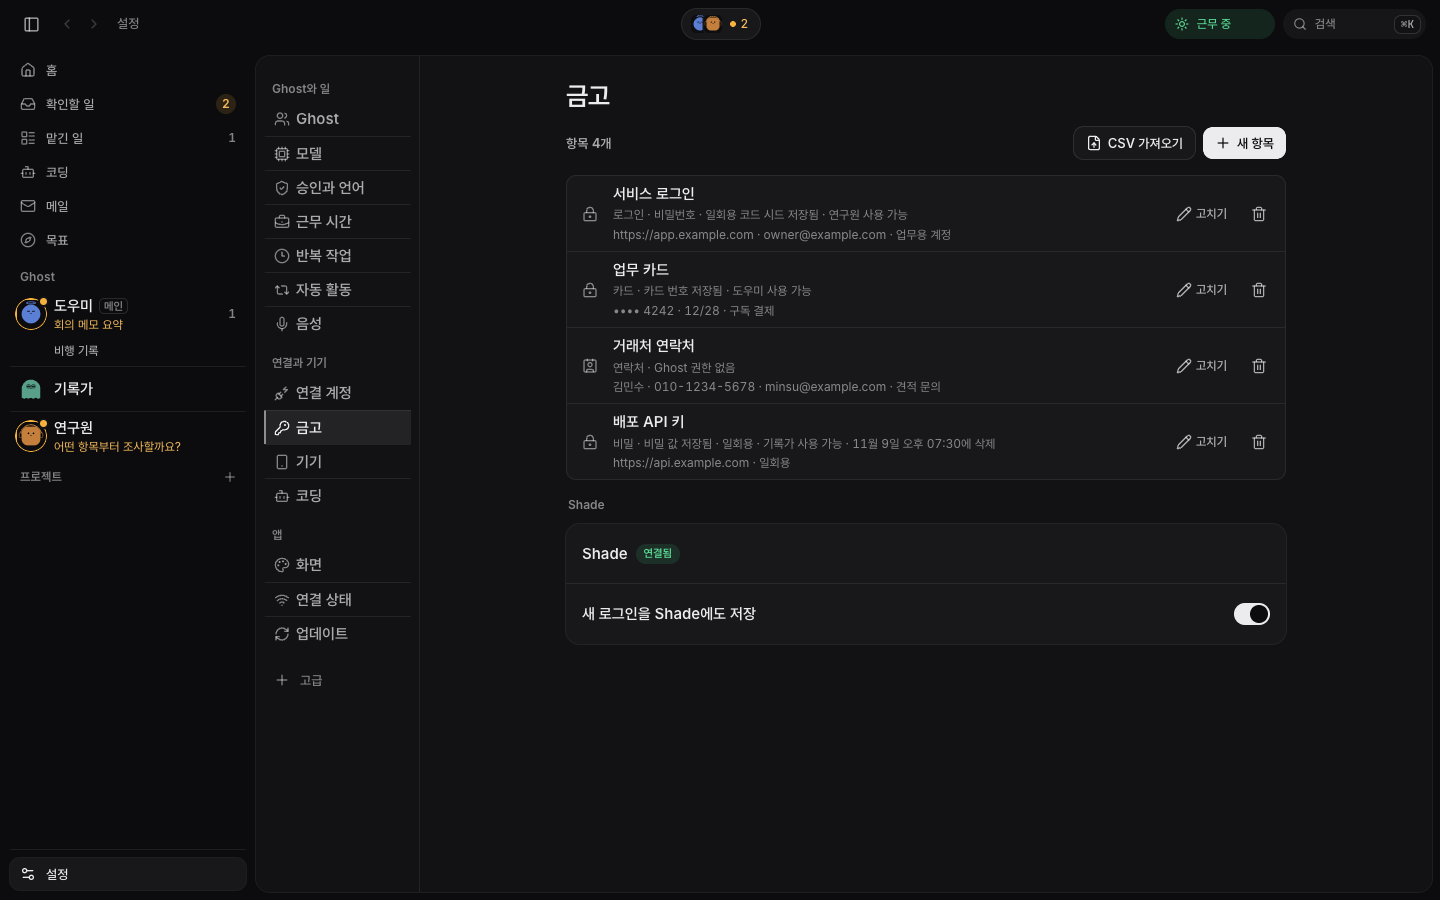 설정
2
근무 중
검색
⌘K
홈
확인할 일
2
맡긴 일
1
코딩
메일
목표
Ghost
도우미
메인
회의 메모 요약
1
비행 기록
기록가
연구원
어떤 항목부터 조사할까요?
프로젝트
설정
Ghost와 일
Ghost
모델
승인과 언어
근무 시간
반복 작업
자동 활동
음성
연결과 기기
연결 계정
금고
기기
코딩
앱
화면
연결 상태
업데이트
고급
금고
항목 4개
CSV 가져오기
새 항목
서비스 로그인
로그인 · 비밀번호 · 일회용 코드 시드 저장됨 · 연구원 사용 가능
https://app.example.com · owner@example.com · 업무용 계정
고치기
업무 카드
카드 · 카드 번호 저장됨 · 도우미 사용 가능
•••• 4242 · 12/28 · 구독 결제
고치기
거래처 연락처
연락처 · Ghost 권한 없음
김민수 · 010-1234-5678 · minsu@example.com · 견적 문의
고치기
배포 API 키
비밀 · 비밀 값 저장됨 · 일회용 · 기록가 사용 가능 · 11월 9일 오후 07:30에 삭제
https://api.example.com · 일회용
고치기
Shade
Shade
연결됨
새 로그인을 Shade에도 저장